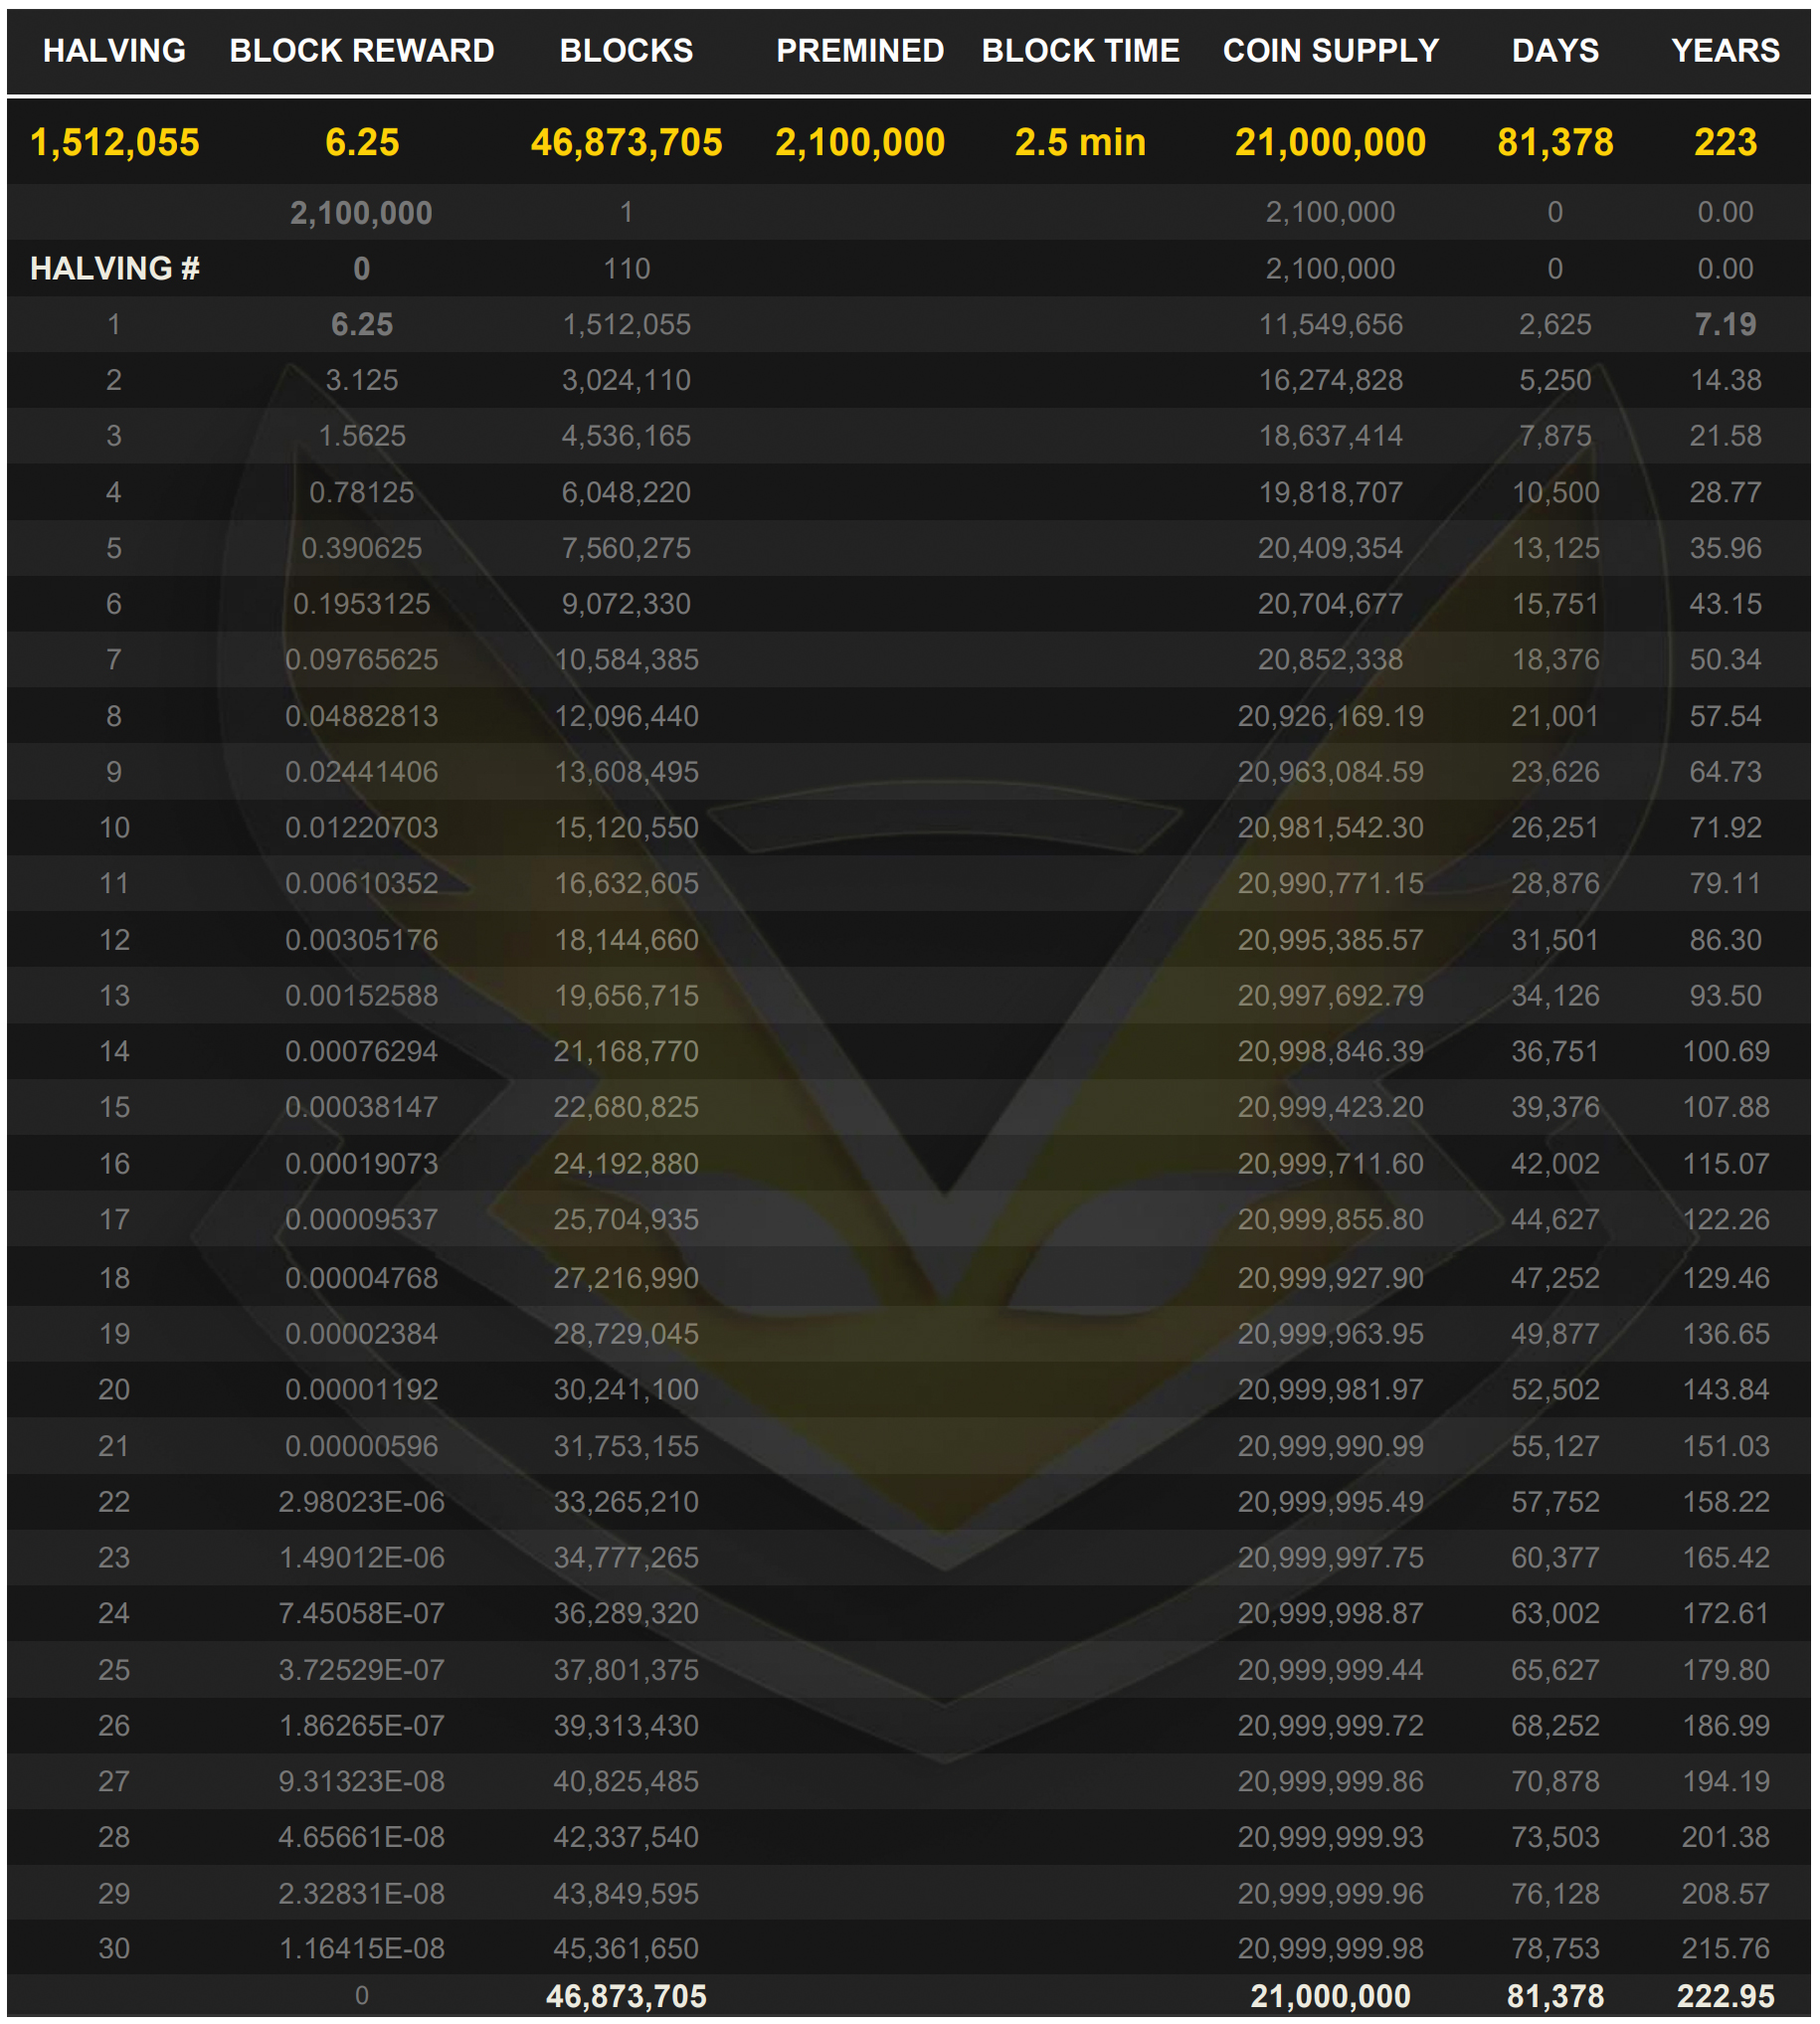 HALVING BLOCK REWARD BLOCKS PREMINED BLOCK TIME COIN SUPPLY DAYS YEARS
1,512,055 6.25 46,873,705 2,100,000 2.5 min 21,000,000 81,378 223
2,100,000 1 2,100,000 0 0.00
HALVING # 0 110 2,100,000 0 0.00
1 6.25 1,512,055 11,549,656 2,625 7.19
2 3.125 3,024,110 16,274,828 5,250 14.38
3 1.5625 4,536,165 18,637,414 7,875 21.58
4 0.78125 6,048,220 19,818,707 10,500 28.77
5 0.390625 7,560,275 20,409,354 13,125 35.96
6 0.1953125 9,072,330 20,704,677 15,751 43.15
7 0.09765625 10,584,385 20,852,338 18,376 50.34
8 0.04882813 12,096,440 20,926,169.19 21,001 57.54
9 0.02441406 13,608,495 20,963,084.59 23,626 64.73
10 0.01220703 15,120,550 20,981,542.30 26,251 71.92
11 0.00610352 16,632,605 20,990,771.15 28,876 79.11
12 0.00305176 18,144,660 20,995,385.57 31,501 86.30
13 0.00152588 19,656,715 20,997,692.79 34,126 93.50
14 0.00076294 21,168,770 20,998,846.39 36,751 100.69
15 0.00038147 22,680,825 20,999,423.20 39,376 107.88
16 0.00019073 24,192,880 20,999,711.60 42,002 115.07
17 0.00009537 25,704,935 20,999,855.80 44,627 122.26
18 0.00004768 27,216,990 20,999,927.90 47,252 129.46
19 0.00002384 28,729,045 20,999,963.95 49,877 136.65
20 0.00001192 30,241,100 20,999,981.97 52,502 143.84
21 0.00000596 31,753,155 20,999,990.99 55,127 151.03
22 2.98023E-06 33,265,210 20,999,995.49 57,752 158.22
23 1.49012E-06 34,777,265 20,999,997.75 60,377 165.42
24 7.45058E-07 36,289,320 20,999,998.87 63,002 172.61
25 3.72529E-07 37,801,375 20,999,999.44 65,627 179.80
26 1.86265E-07 39,313,430 20,999,999.72 68,252 186.99
27 9.31323E-08 40,825,485 20,999,999.86 70,878 194.19
28 4.65661E-08 42,337,540 20,999,999.93 73,503 201.38
29 2.32831E-08 43,849,595 20,999,999.96 76,128 208.57
30 1.16415E-08 45,361,650 20,999,999.98 78,753 215.76
0 46,873,705 21,000,000 81,378 222.95